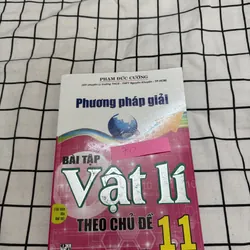 PHẠM ĐỨC CƯỜNG
Phương pháp giải
BÀI TẬP
Vật lí
THEO CHỦ ĐỀ 11